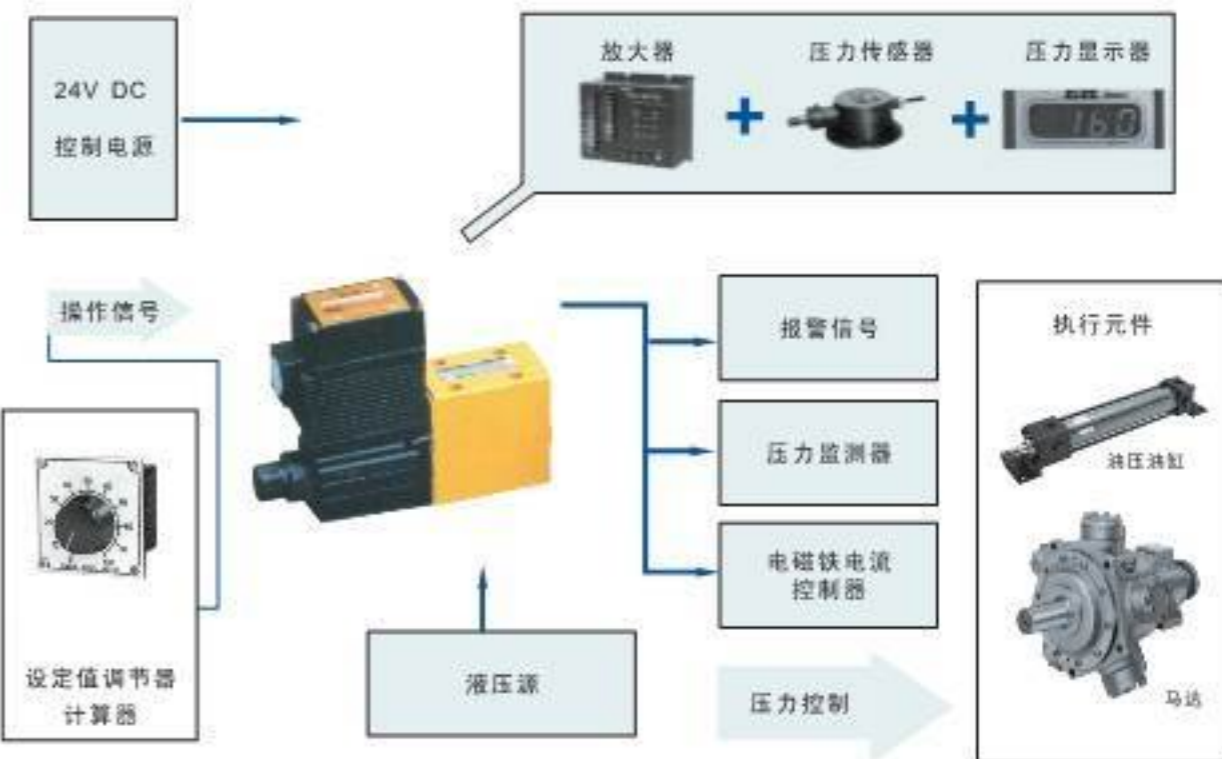 24V DC
控制电源
放大器
压力传感器
压力显示器
160
操作信号
报警信号
执行元件
压力监测器
油压油缸
电磁铁电流
控制器
设定值调节器
计算器
液压源
压力控制
马达